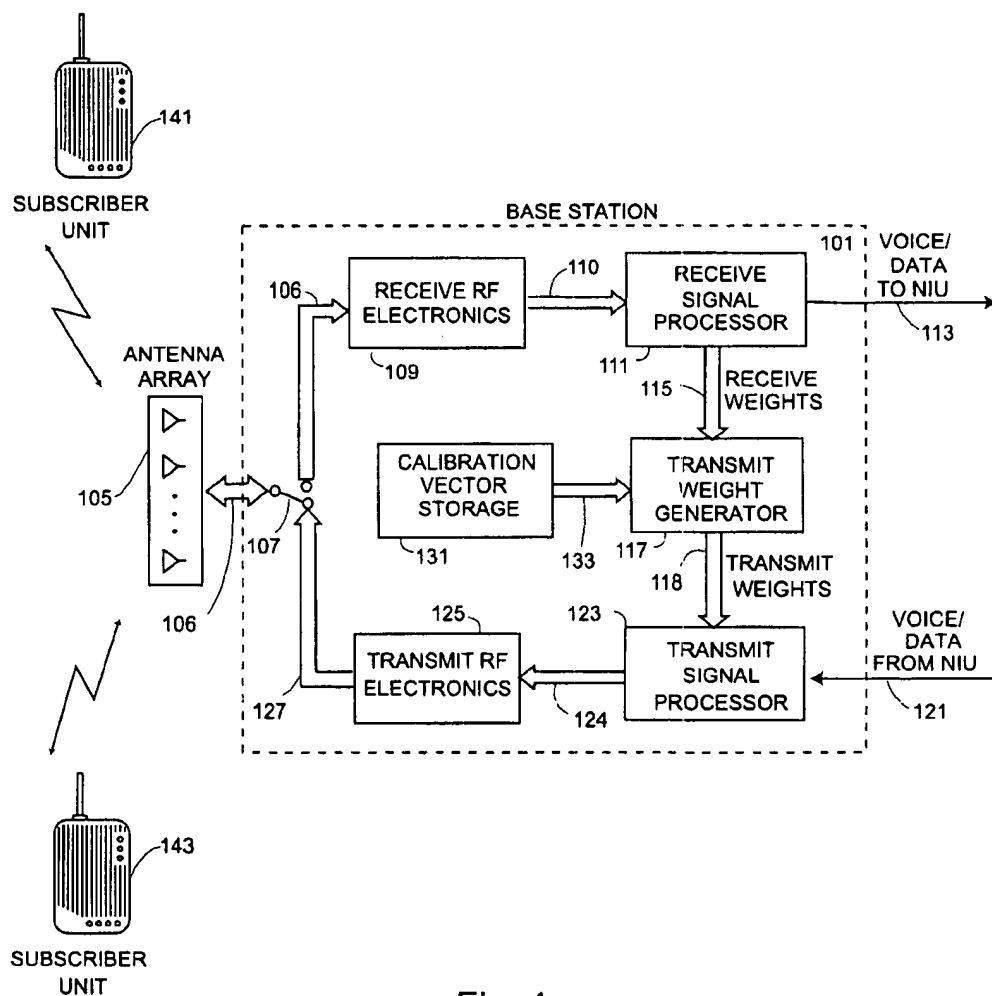 141
SUBSCRIBER
UNIT
BASE STATION
101
VOICE/
DATA
TO NIU
113
106
RECEIVE RF
ELECTRONICS
109
110
RECEIVE
SIGNAL
PROCESSOR
111
115
RECEIVE
WEIGHTS
ANTENNA
ARRAY
105
106
107
CALIBRATION
VECTOR
STORAGE
131
133
TRANSMIT
WEIGHT
GENERATOR
117
118
TRANSMIT
WEIGHTS
125
TRANSMIT RF
ELECTRONICS
127
124
123
TRANSMIT
SIGNAL
PROCESSOR
VOICE/
DATA
FROM NIU
121
143
SUBSCRIBER
UNIT